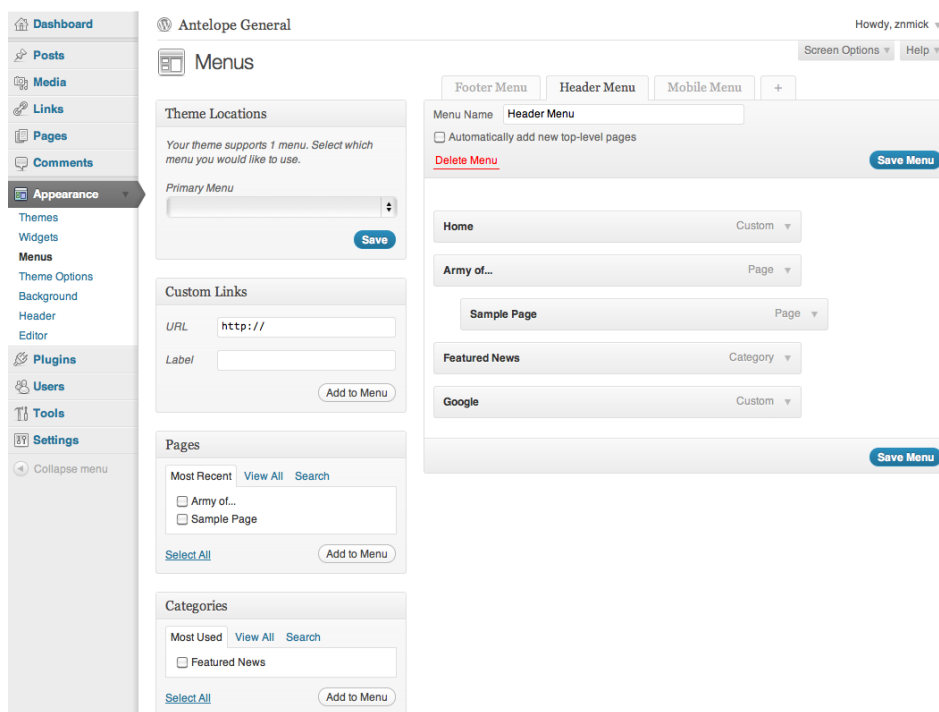 Dashboard
Posts
Media
Links
Pages
Comments
Appearance
Themes
Widgets
Menus
Theme Options
Background
Header
Editor
Plugins
Users
Tools
Settings
Collapse menu
Antelope General
Howdy, znmick
Screen Options
Help
Menus
Theme Locations
Your theme supports 1 menu. Select which
menu you would like to use.
Primary Menu
Save
Custom Links
URL http://
Label
Add to Menu
Pages
Most Recent View All Search
Army of...
Sample Page
Select All Add to Menu
Categories
Most Used View All Search
Featured News
Select All Add to Menu
Footer Menu Header Menu Mobile Menu +
Menu Name Header Menu
Automatically add new top-level pages
Delete Menu Save Menu
Home Custom
Army of... Page
Sample Page Page
Featured News Category
Google Custom
Save Menu